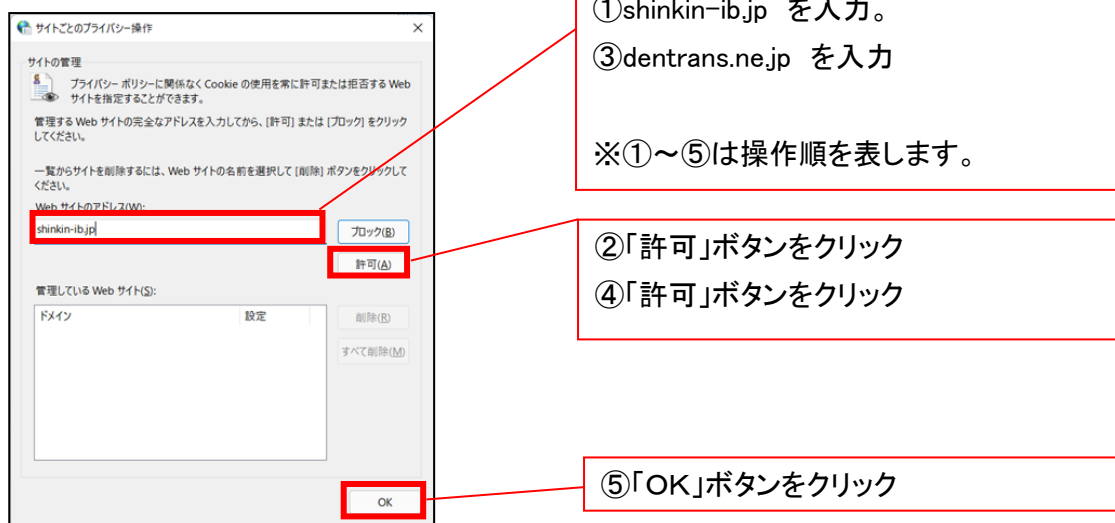 サイトごとのプライバシー操作
サイトの管理
プライバシー ポリシーに関係なく Cookie の使用を常に許可または拒否する Web
サイトを指定することができます。
管理する Web サイトの完全なアドレスを入力してから、[許可] または [ブロック] をクリック
してください。
一覧からサイトを削除するには、Web サイトの名前を選択して [削除] ボタンをクリックして
ください。
Web サイトのアドレス(W):
shinkin-ib.jp
ブロック(B)
許可(A)
管理している Web サイト(S):
ドメイン 設定
削除(R)
すべて削除(M)
OK
①shinkin-ib.jp を入力。
③dentrans.ne.jp を入力
※①～⑤は操作順を表します。
②「許可」ボタンをクリック
④「許可」ボタンをクリック
⑤「OK」ボタンをクリック